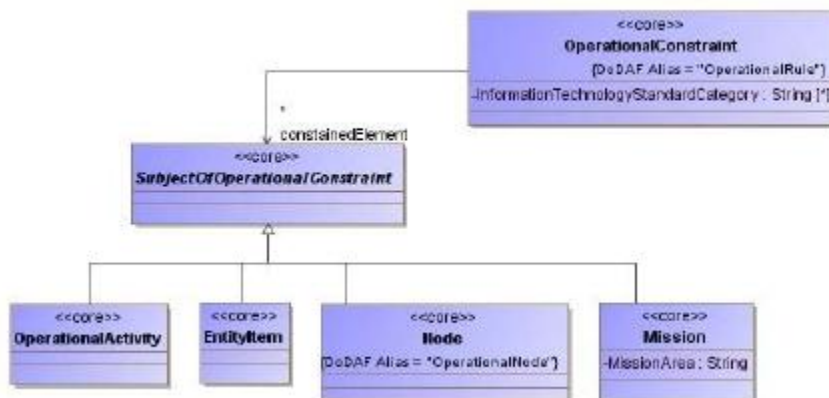 <<core>>
OperationalConstraint
{DoDAF Alias = "OperationalRule"}
-InformationTechnologyStandardCategory : String [*]
*
constainedElement
<<core>>
SubjectOfOperationalConstraint
<<core>>
OperationalActivity
<<core>>
EntityItem
<<core>>
Node
{DoDAF Alias = "OperationalNode"}
<<core>>
Mission
-MissionArea : String